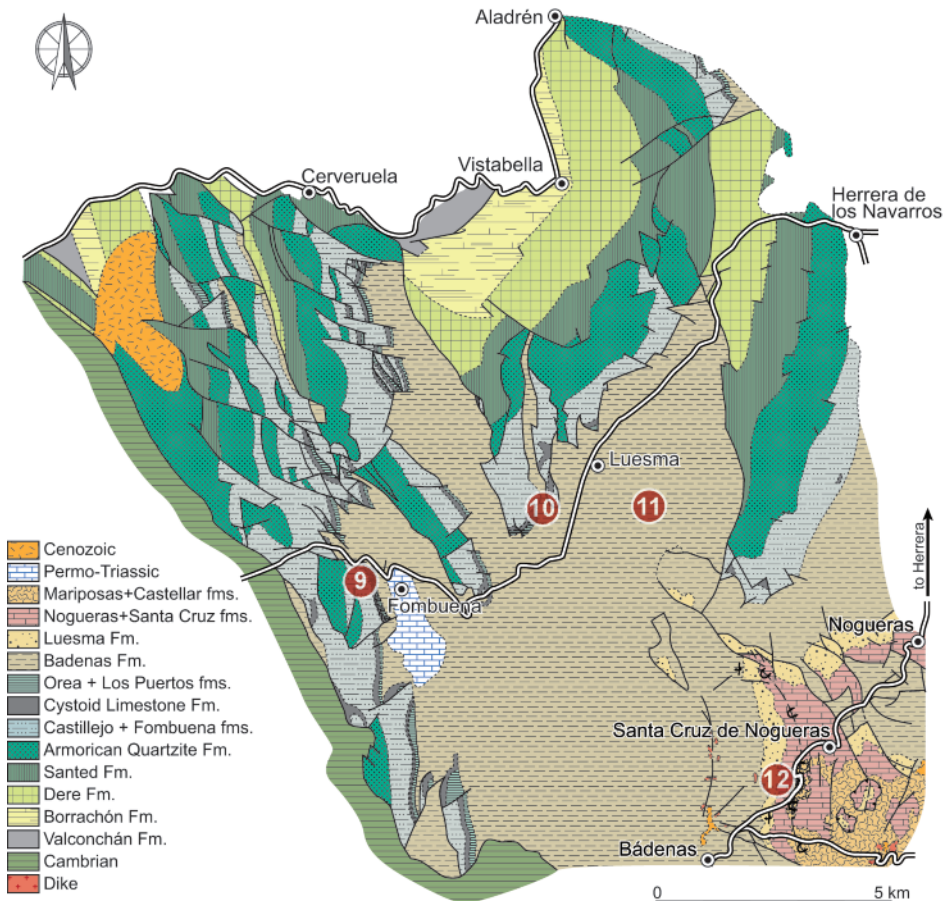 Aladrén
Cerveruela
Vistabella
Herrera de
los Navarros
Luesma
10
11
9
Fombuena
to Herrera
Nogueras
Santa Cruz de Nogueras
12
Bádenas
Cenozoic
Permo-Triassic
Mariposas+Castellar fms.
Nogueras+Santa Cruz fms.
Luesma Fm.
Badenas Fm.
Orea + Los Puertos fms.
Cystoid Limestone Fm.
Castillejo + Fombuena fms.
Armorican Quartzite Fm.
Santed Fm.
Dere Fm.
Borrachón Fm.
Valconchán Fm.
Cambrian
Dike
0 5 km